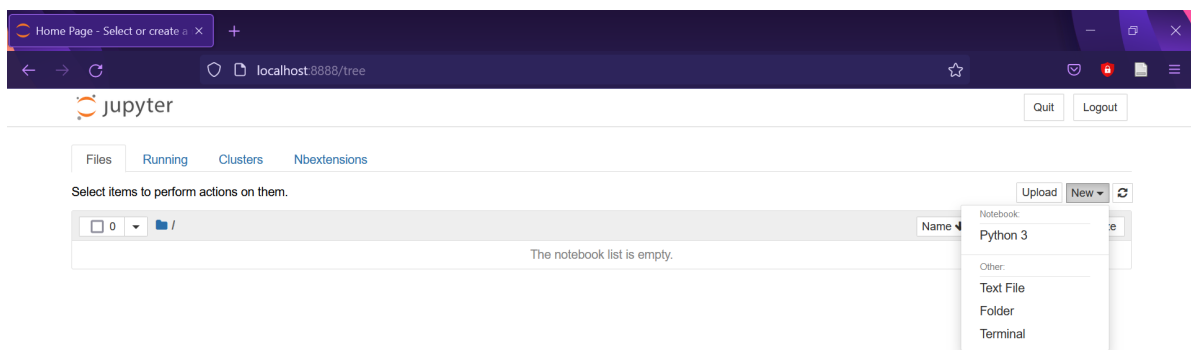 Home Page - Select or create a
localhost:8888/tree
jupyter
Quit Logout
Files Running Clusters Nbextensions
Select items to perform actions on them.
Upload New
0 / Name
Notebook:
Python 3
The notebook list is empty.
Other:
Text File
Folder
Terminal